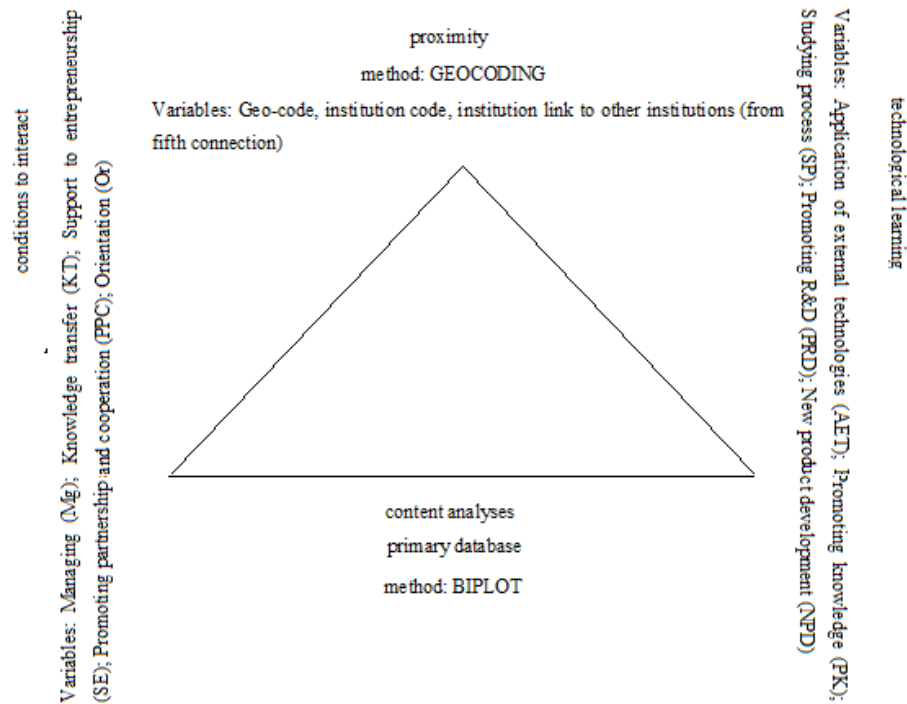 proximity
method: GEOCODING
Variables: Geo-code, institution code, institution link to other institutions (from
fifth connection)
conditions to interact
Variables: Managing (Mg); Knowledge transfer (KT); Support to entrepreneurship
(SE); Promoting partnership and cooperation (PPC); Orientation (Or)
technological learning
Variables: Application of external technologies (AET); Promoting knowledge (PK);
Studying process (SP); Promoting R&D (PRD); New product development (NPD)
content analyses
primary database
method: BIPLOT